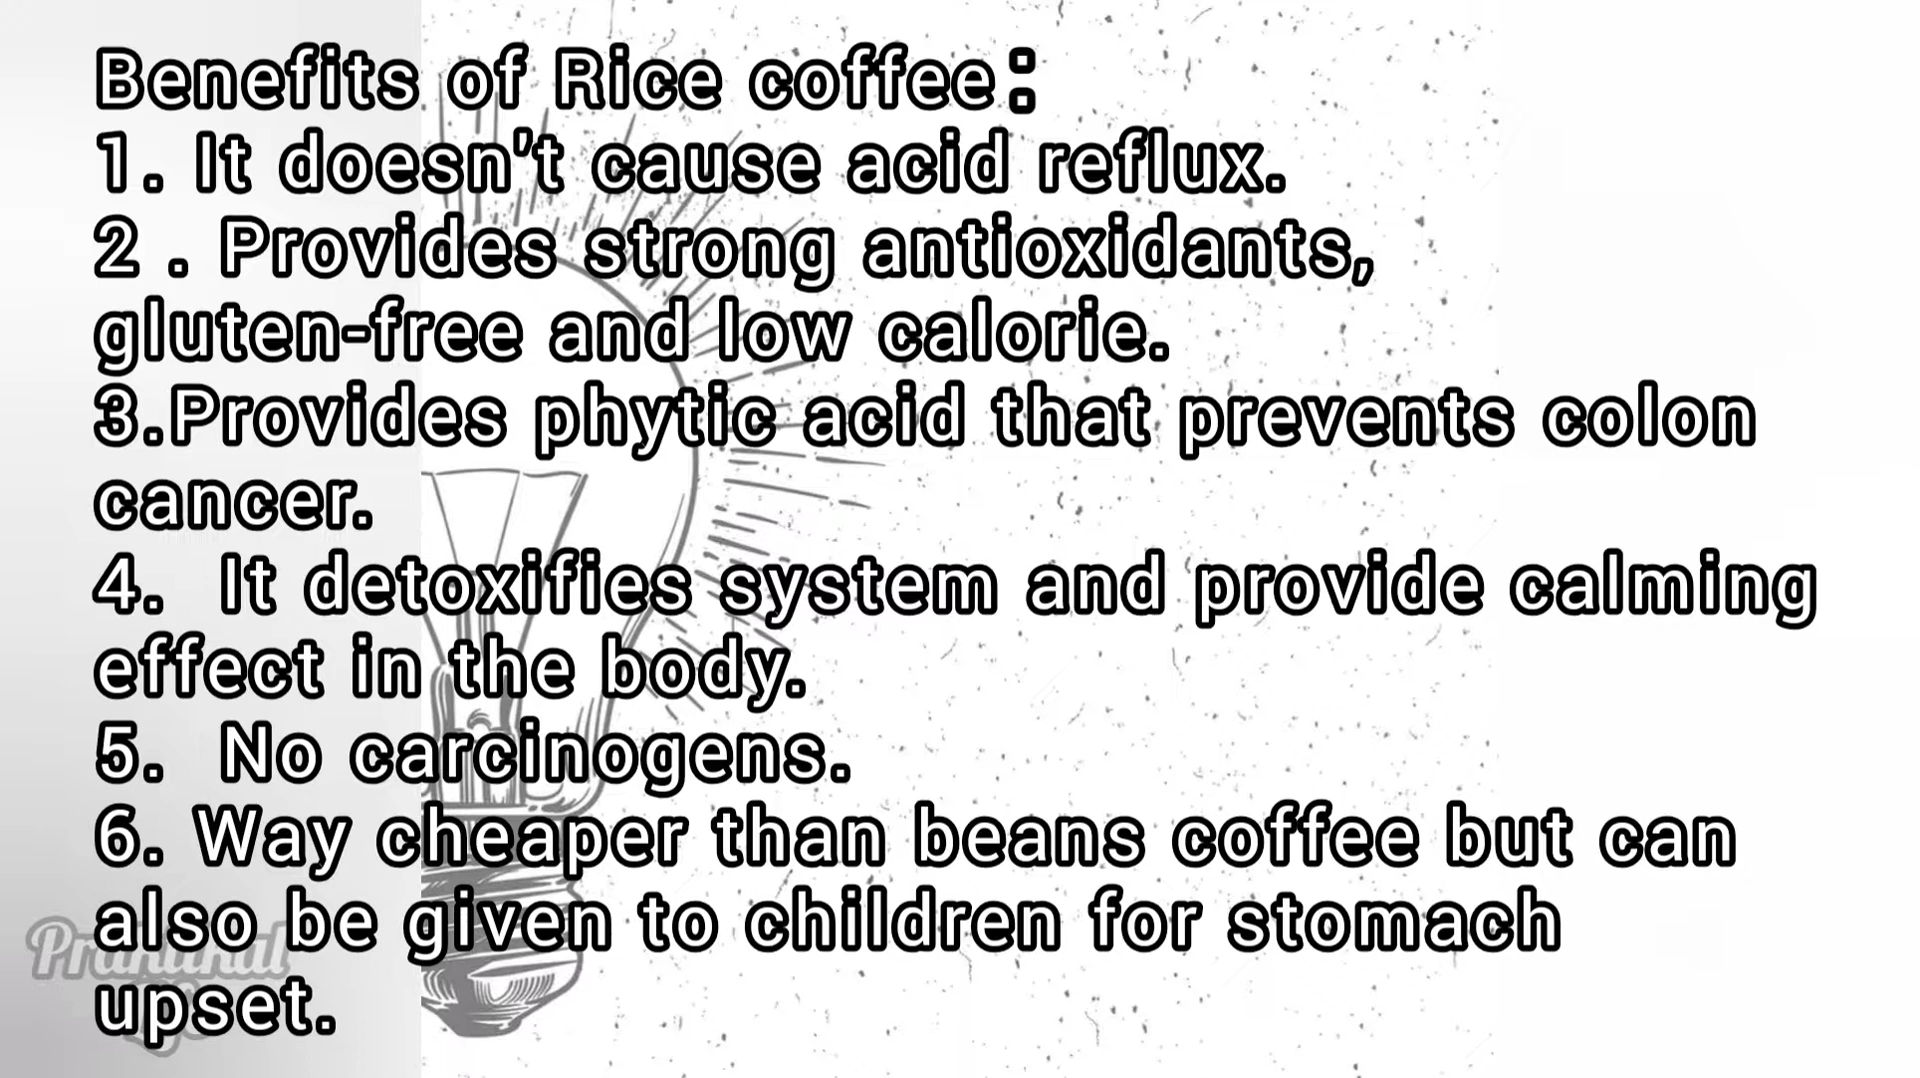 Benefits of Rice coffee:
1. It doesn't cause acid reflux.
2 . Provides strong antioxidants,
gluten-free and low calorie.
3.Provides phytic acid that prevents colon
cancer.
4. It detoxifies system and provide calming
effect in the body.
5. No carcinogens.
6. Way cheaper than beans coffee but can
also be given to children for stomach
upset.